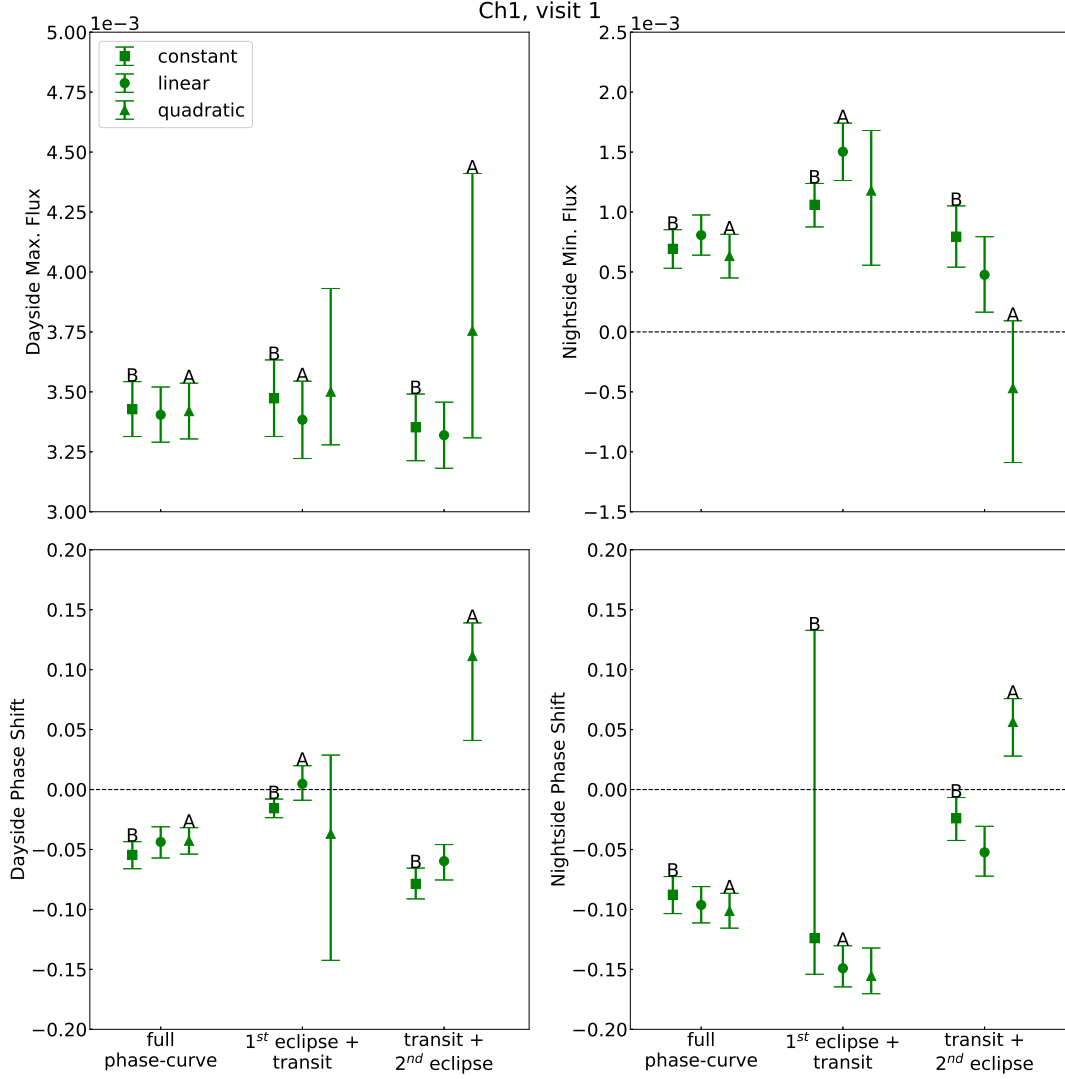 Ch1, visit 1
1e−3
5.00
4.75
4.50
4.25
4.00
3.75
3.50
3.25
3.00
Dayside Max. Flux
constant
linear
quadratic
B
A
B
A
B
A
1e−3
2.5
2.0
1.5
1.0
0.5
0.0
−0.5
−1.0
−1.5
Nightside Min. Flux
B
A
B
A
B
A
0.20
0.15
0.10
0.05
0.00
−0.05
−0.10
−0.15
−0.20
Dayside Phase Shift
B
A
B
A
B
A
full
phase-curve
1st eclipse +
transit
transit +
2nd eclipse
0.20
0.15
0.10
0.05
0.00
−0.05
−0.10
−0.15
−0.20
Nightside Phase Shift
B
A
B
A
B
A
full
phase-curve
1st eclipse +
transit
transit +
2nd eclipse